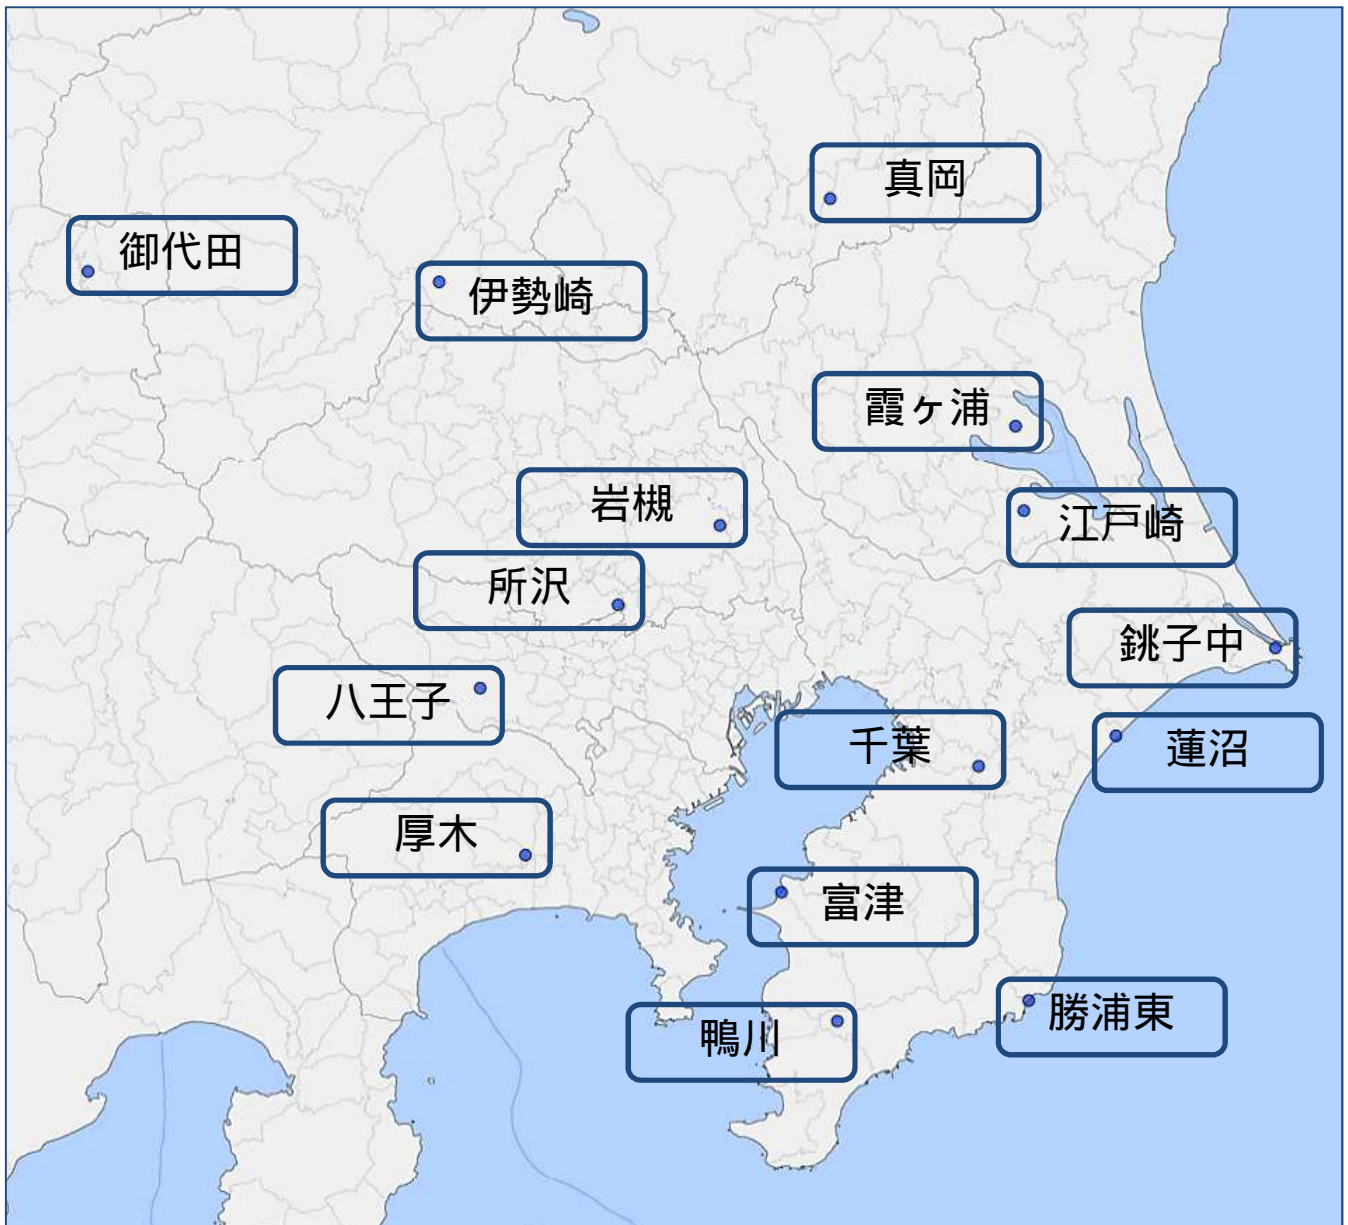 真岡
御代田
伊勢崎
霞ヶ浦
岩槻
江戸崎
所沢
銚子中
八王子
千葉
蓮沼
厚木
富津
勝浦東
鴨川